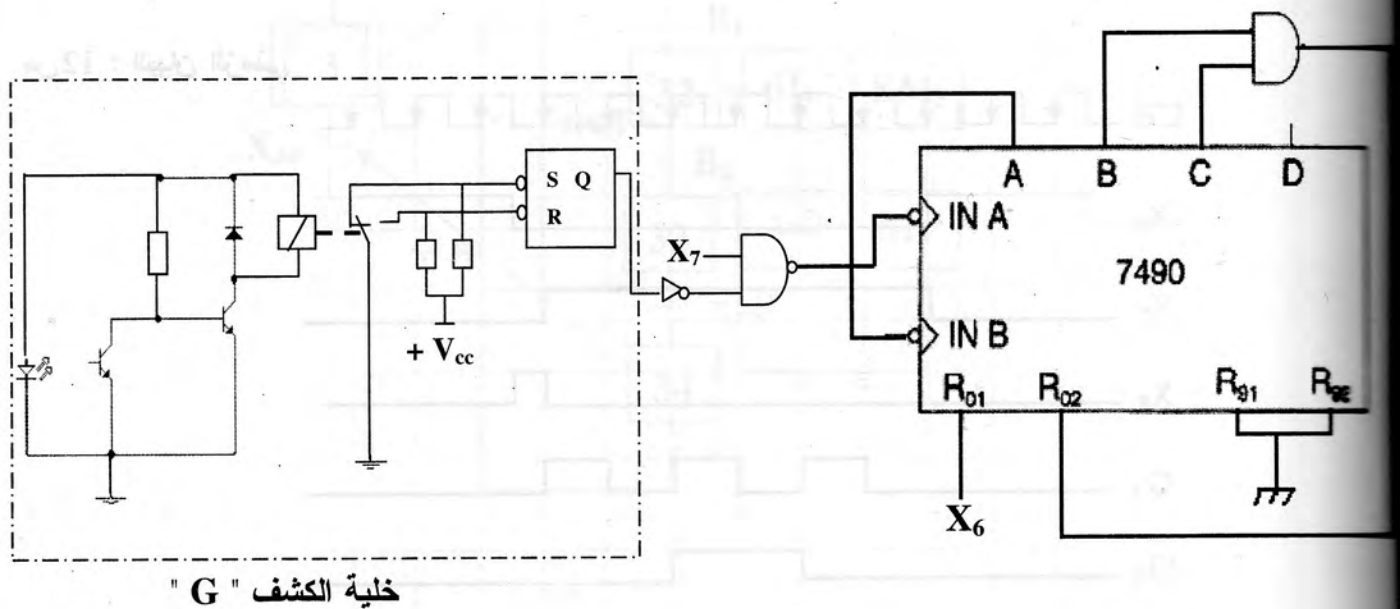 S Q
R
X₇
+ Vcc
A B C D
IN A
7490
IN B
R₀₁ R₀₂ R₉₁
X₆
خلية الكشف " G "